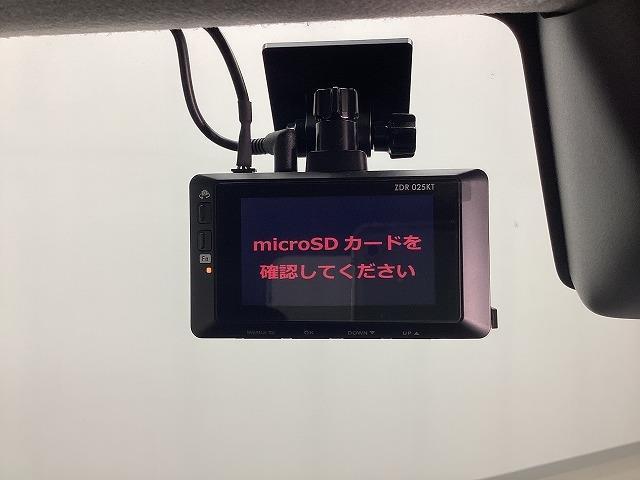 ZDR 025KT
microSD カードを
確認してください
OK
DOWN ▼
UP ▲